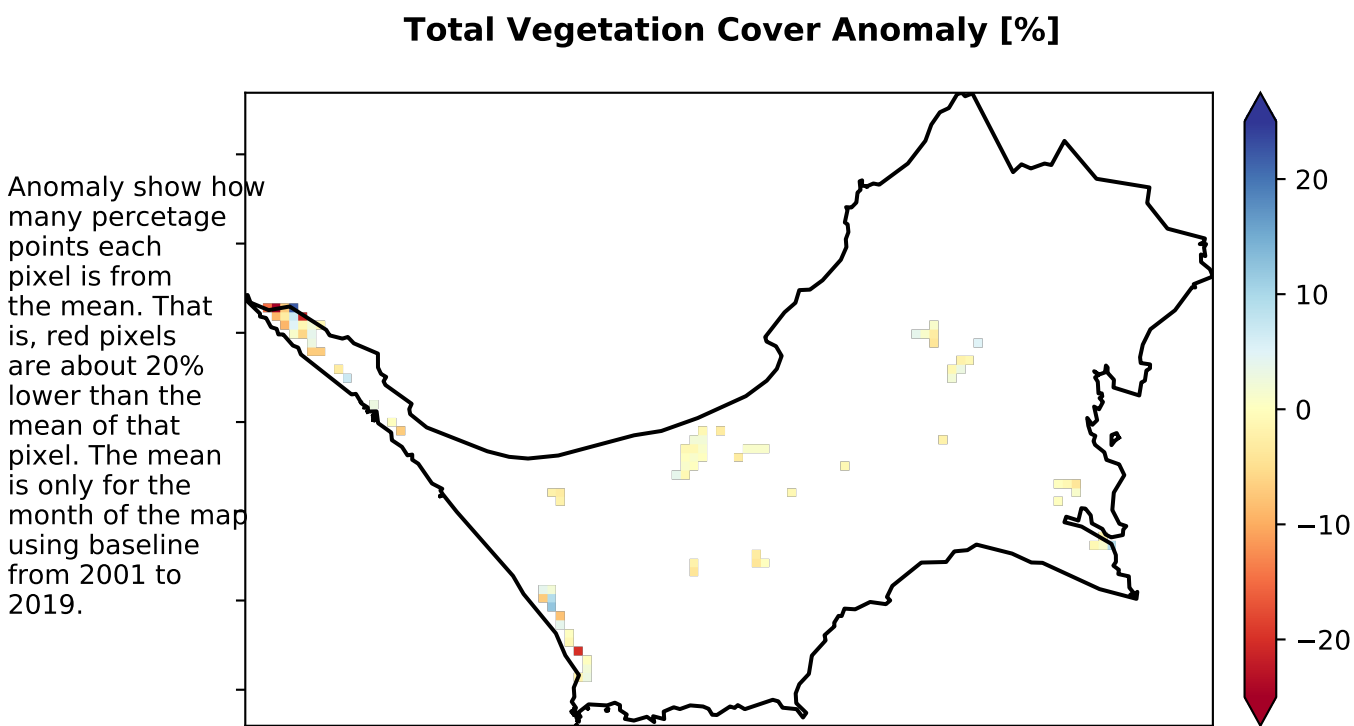 Total Vegetation Cover Anomaly [%]
Anomaly show how
many percetage
points each
pixel is from
the mean. That
is, red pixels
are about 20%
lower than the
mean of that
pixel. The mean
is only for the
month of the map
using baseline
from 2001 to
2019.
20
10
0
−10
−20